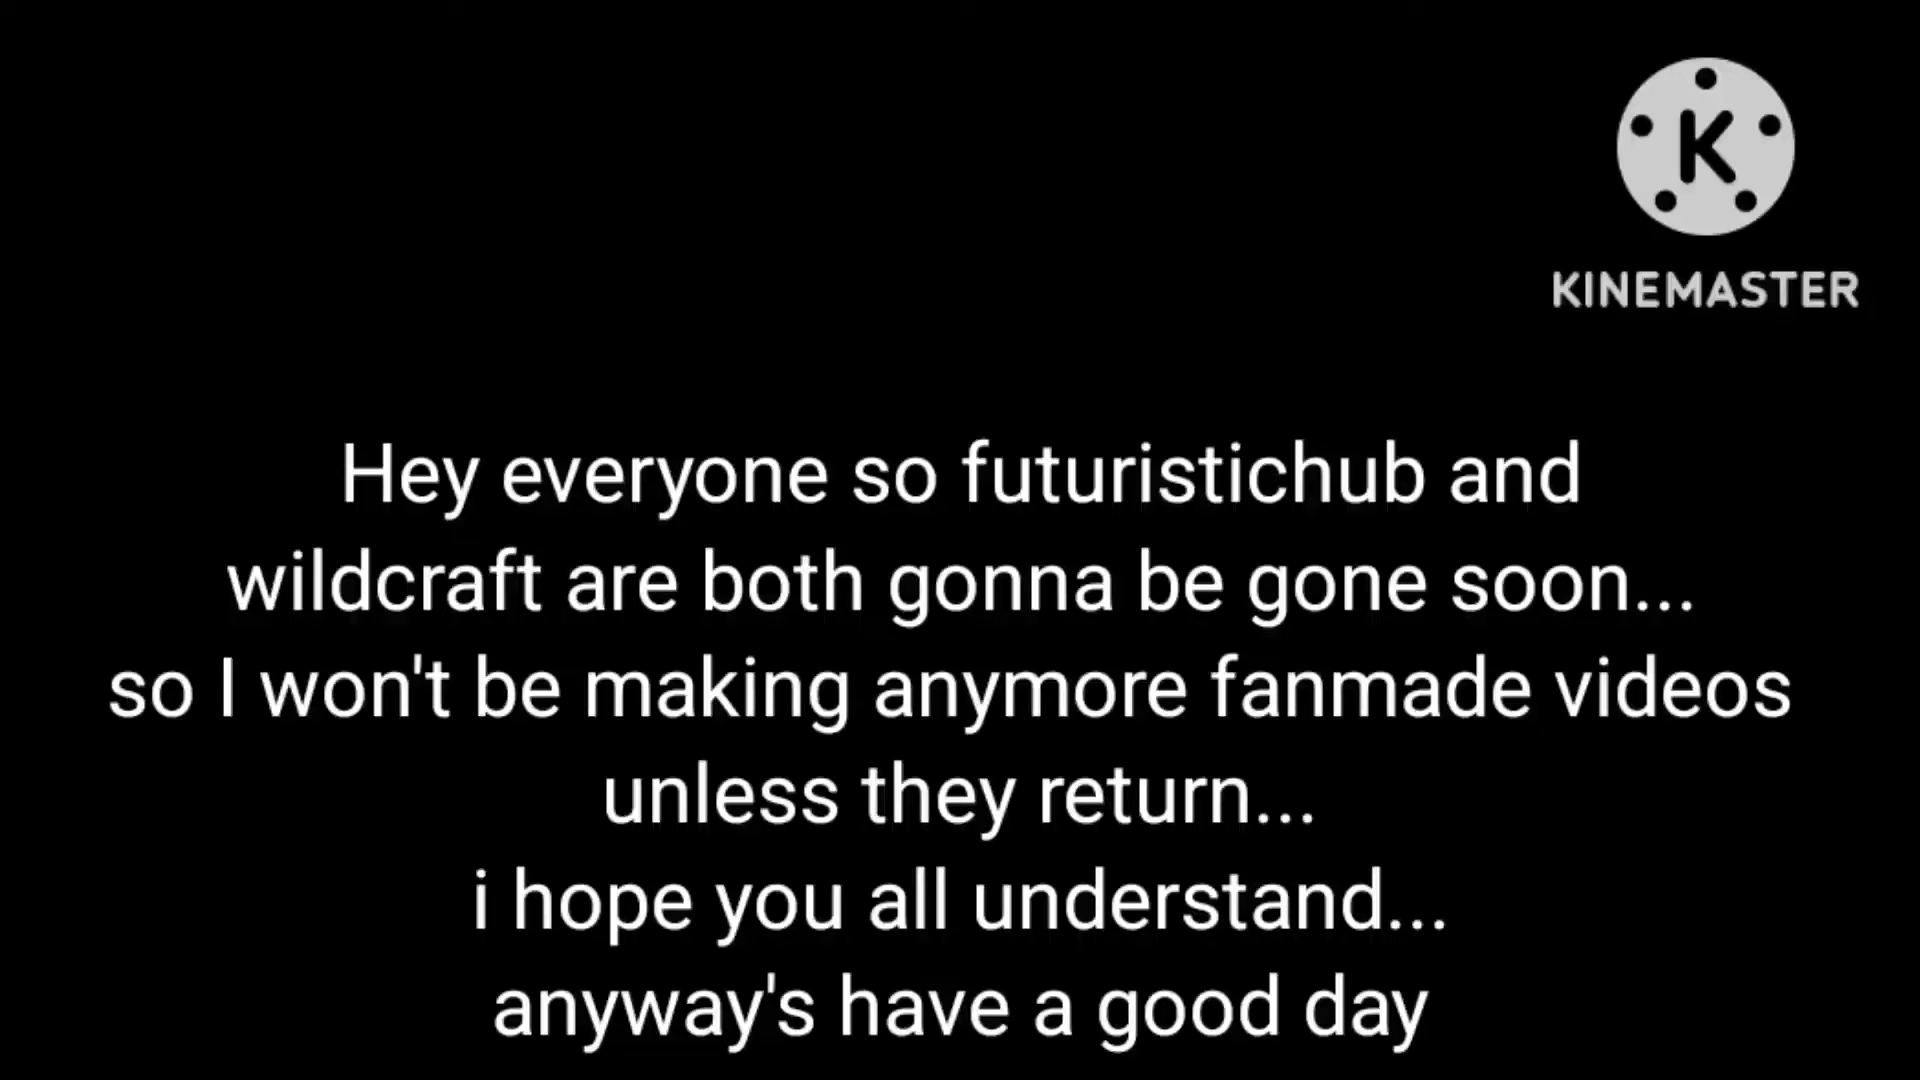 K
KINEMASTER
Hey everyone so futuristichub and
wildcraft are both gonna be gone soon...
so I won't be making anymore fanmade videos
unless they return...
i hope you all understand...
anyway's have a good day